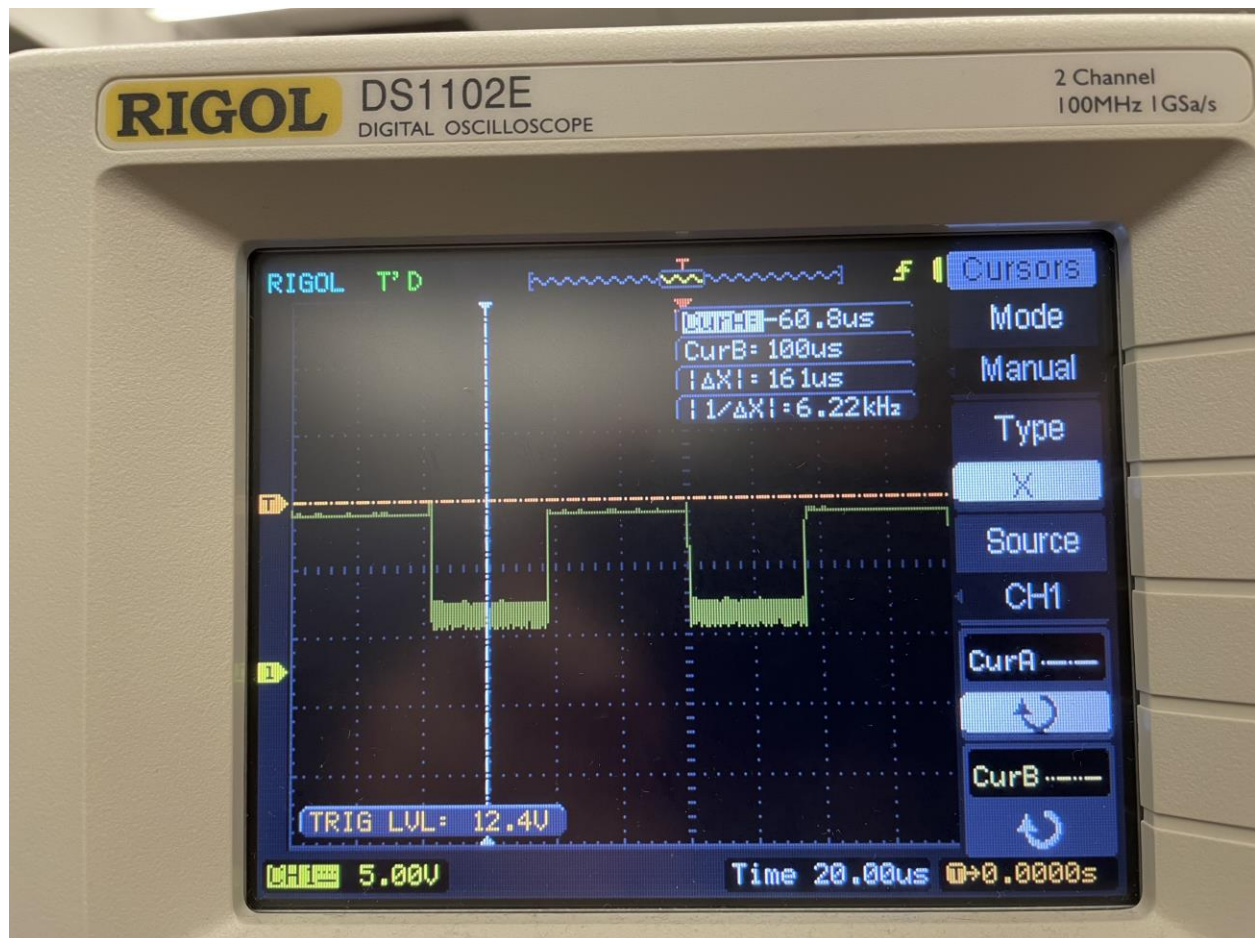 RIGOL DS1102E
DIGITAL OSCILLOSCOPE
2 Channel
100MHz 1GSa/s
RIGOL T'D
T
Cursors
CurA=-60.8us
CurB= 100us
|ΔX|= 161us
|1/ΔX|=6.22kHz
Mode
Manual
Type
X
Source
CH1
CurA
CurB
T
1
TRIG LVL= 12.4V
CH1 5.00V
Time 20.00us T→0.0000s